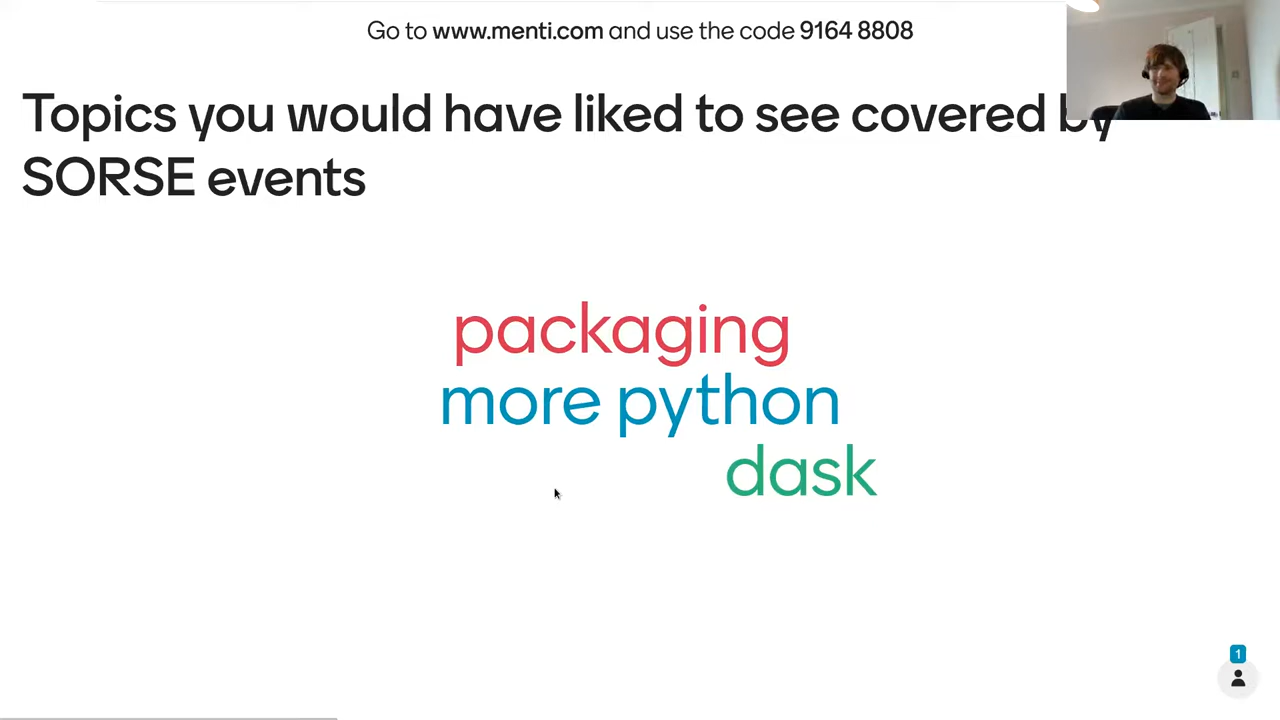 Go to www.menti.com and use the code 9164 8808
Topics you would have liked to see covered by
SORSE events
packaging
more python
dask
1